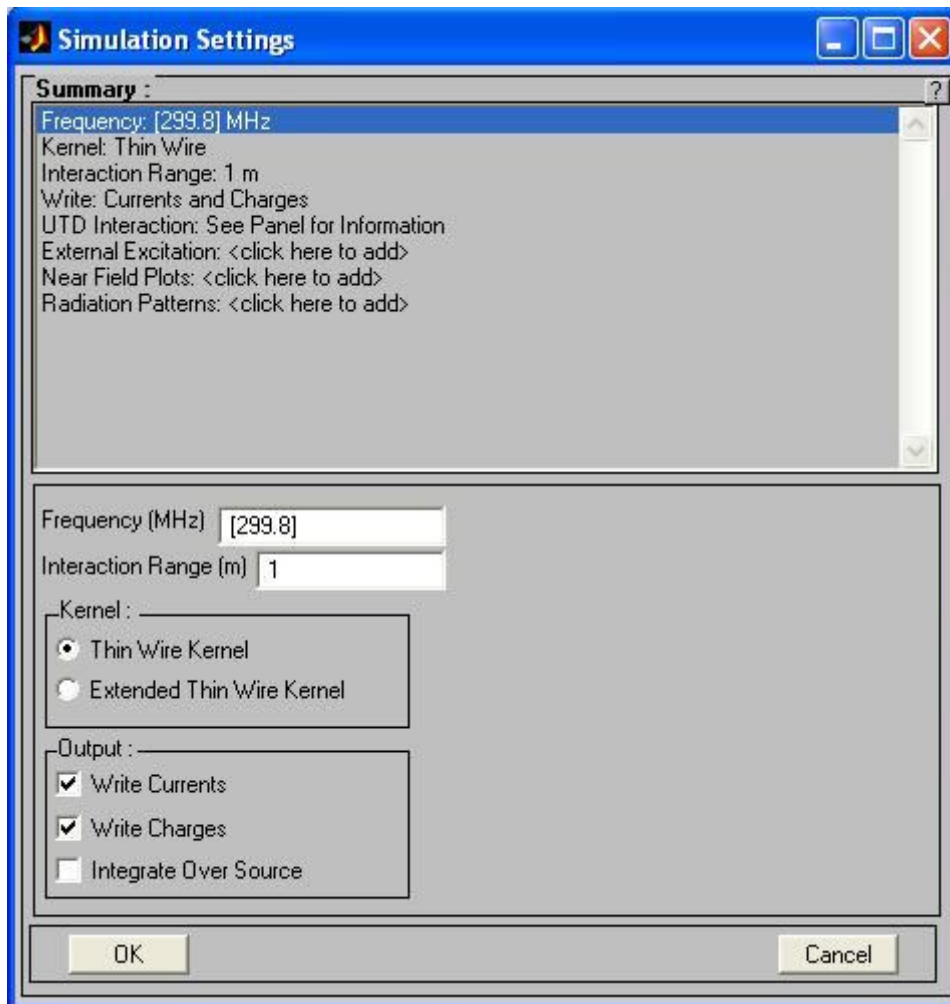 Simulation Settings
Summary :
?
Frequency: [299.8] MHz
Kernel: Thin Wire
Interaction Range: 1 m
Write: Currents and Charges
UTD Interaction: See Panel for Information
External Excitation: <click here to add>
Near Field Plots: <click here to add>
Radiation Patterns: <click here to add>
Frequency (MHz) [299.8]
Interaction Range (m) 1
Kernel :
Thin Wire Kernel
Extended Thin Wire Kernel
Output :
Write Currents
Write Charges
Integrate Over Source
OK Cancel